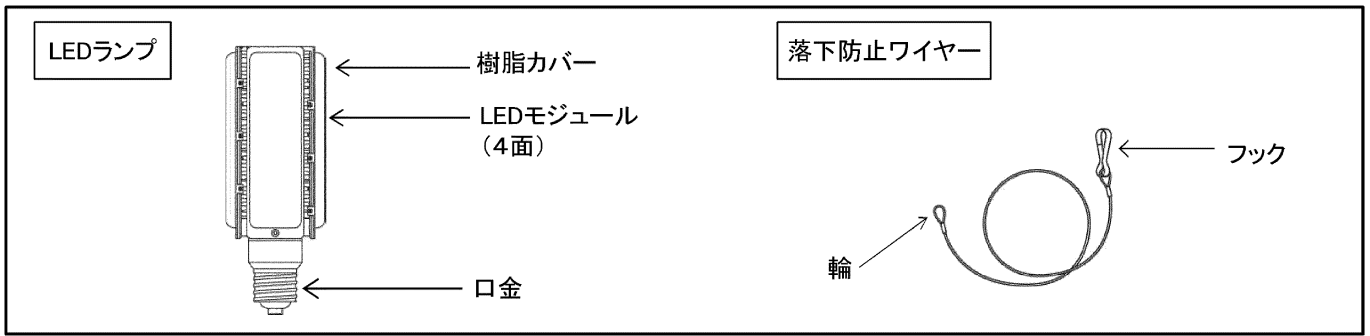 LEDランプ
樹脂カバー
LEDモジュール
（４面）
口金
落下防止ワイヤー
フック
輪